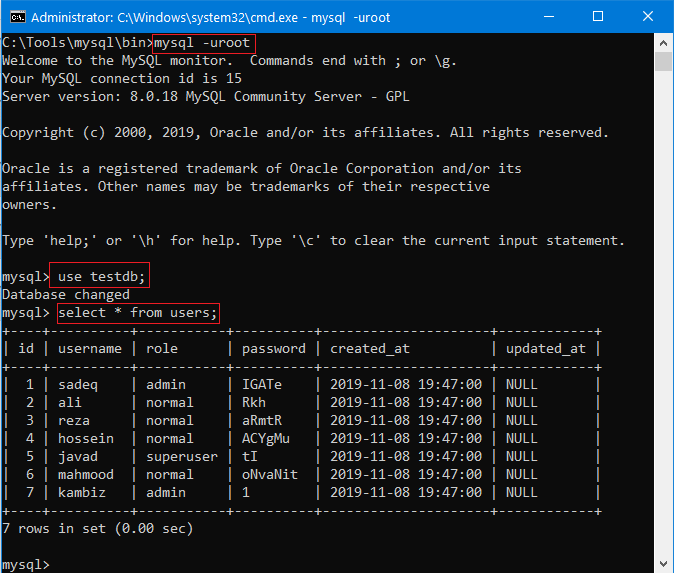 Administrator: C:\Windows\system32\cmd.exe - mysql  -uroot
C:\Tools\mysql\bin>mysql -uroot
Welcome to the MySQL monitor.  Commands end with ; or \g.
Your MySQL connection id is 15
Server version: 8.0.18 MySQL Community Server - GPL

Copyright (c) 2000, 2019, Oracle and/or its affiliates. All rights reserved.

Oracle is a registered trademark of Oracle Corporation and/or its
affiliates. Other names may be trademarks of their respective
owners.

Type 'help;' or '\h' for help. Type '\c' to clear the current input statement.

mysql> use testdb;
Database changed
mysql> select * from users;
+----+----------+-----------+----------+---------------------+------------+
| id | username | role      | password | created_at          | updated_at |
+----+----------+-----------+----------+---------------------+------------+
|  1 | sadeq    | admin     | IGATe    | 2019-11-08 19:47:00 | NULL       |
|  2 | ali      | normal    | Rkh      | 2019-11-08 19:47:00 | NULL       |
|  3 | reza     | normal    | aRmtR    | 2019-11-08 19:47:00 | NULL       |
|  4 | hossein  | normal    | ACYgMu   | 2019-11-08 19:47:00 | NULL       |
|  5 | javad    | superuser | tI       | 2019-11-08 19:47:00 | NULL       |
|  6 | mahmood  | normal    | oNvaNit  | 2019-11-08 19:47:00 | NULL       |
|  7 | kambiz   | admin     | 1        | 2019-11-08 19:47:00 | NULL       |
+----+----------+-----------+----------+---------------------+------------+
7 rows in set (0.00 sec)

mysql>